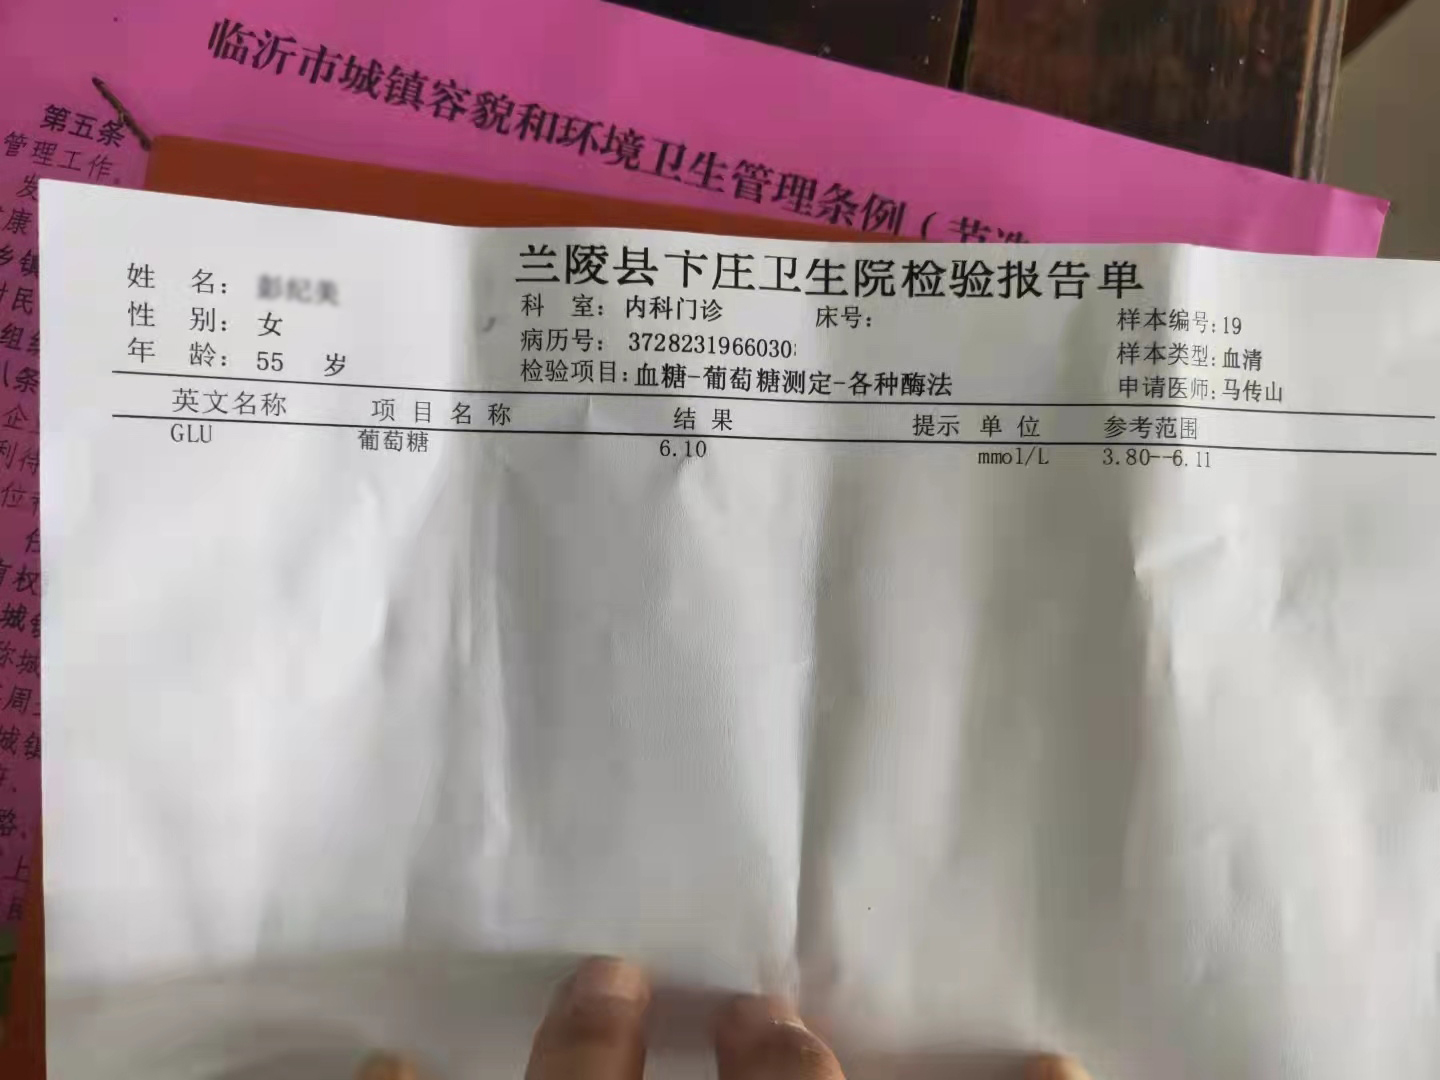 临沂市城镇容貌和环境卫生管理条例（节选
第五条
管理工作。
兰陵县卞庄卫生院检验报告单
姓 名：
科 室：内科门诊 床号： 样本编号：19
性 别：女
病历号：3728231966030 样本类型：血清
年 龄：55 岁
检验项目：血糖-葡萄糖测定-各种酶法 申请医师：马传山
英文名称 项目名称 结果 提示 单位 参考范围
GLU 葡萄糖 6.10 mmol/L 3.80--6.11